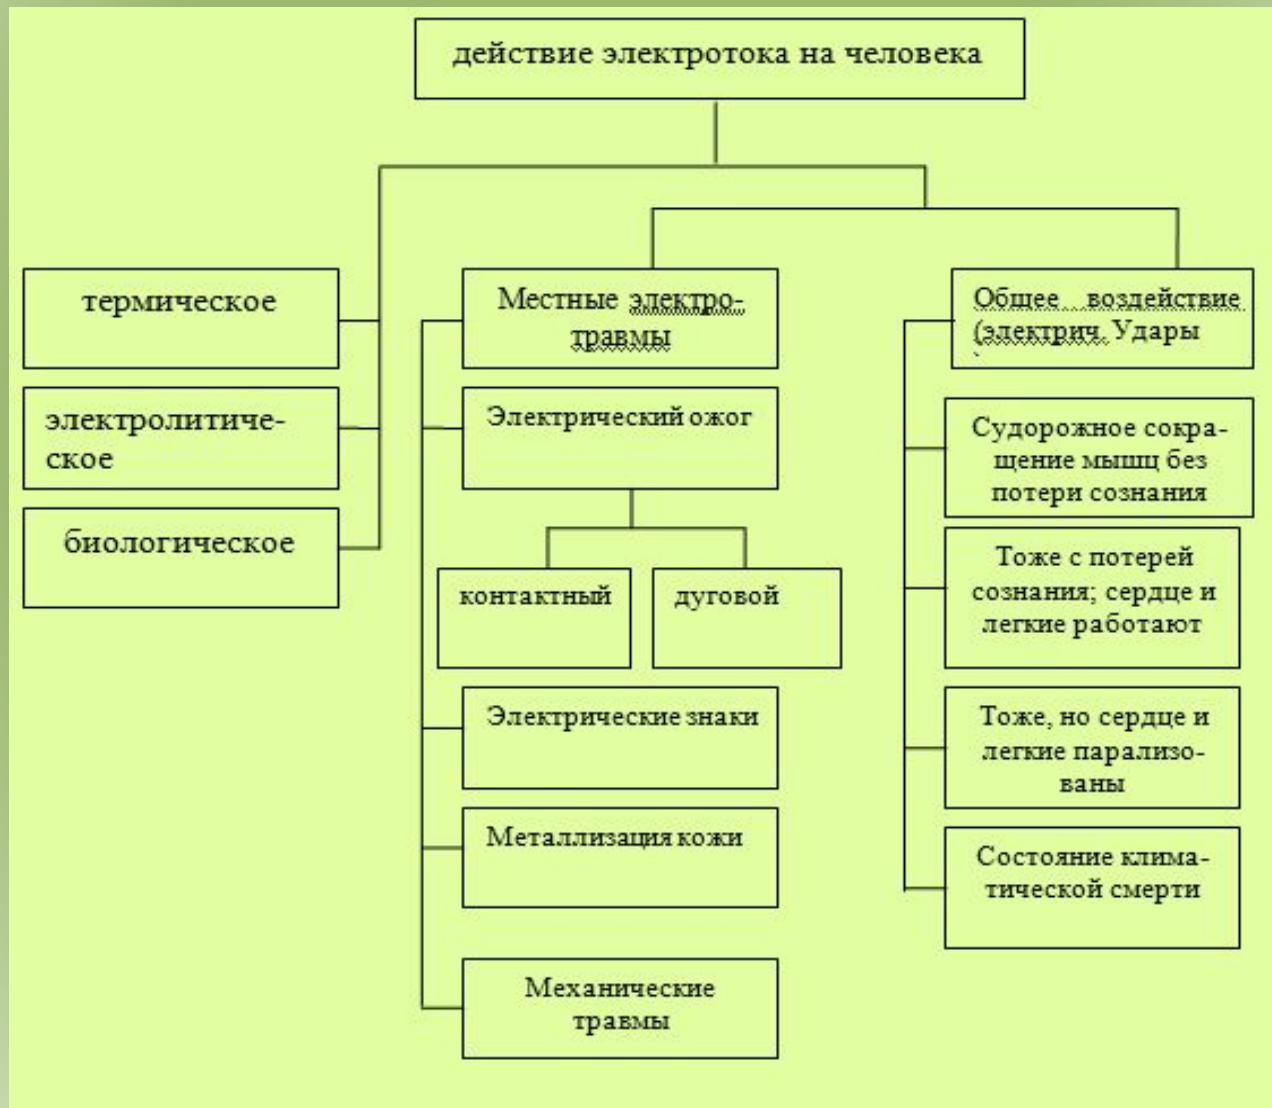 действие электротока на человека
термическое
электролитиче-
ское
биологическое
Местные электро-
травмы
Электрический ожог
контактный
дуговой
Электрические знаки
Металлизация кожи
Механические
травмы
Общее воздействие
(электрич. Удары
Судорожное сокра-
щение мышц без
потери сознания
Тоже с потерей
сознания; сердце и
легкие работают
Тоже, но сердце и
легкие парализо-
ваны
Состояние клима-
тической смерти